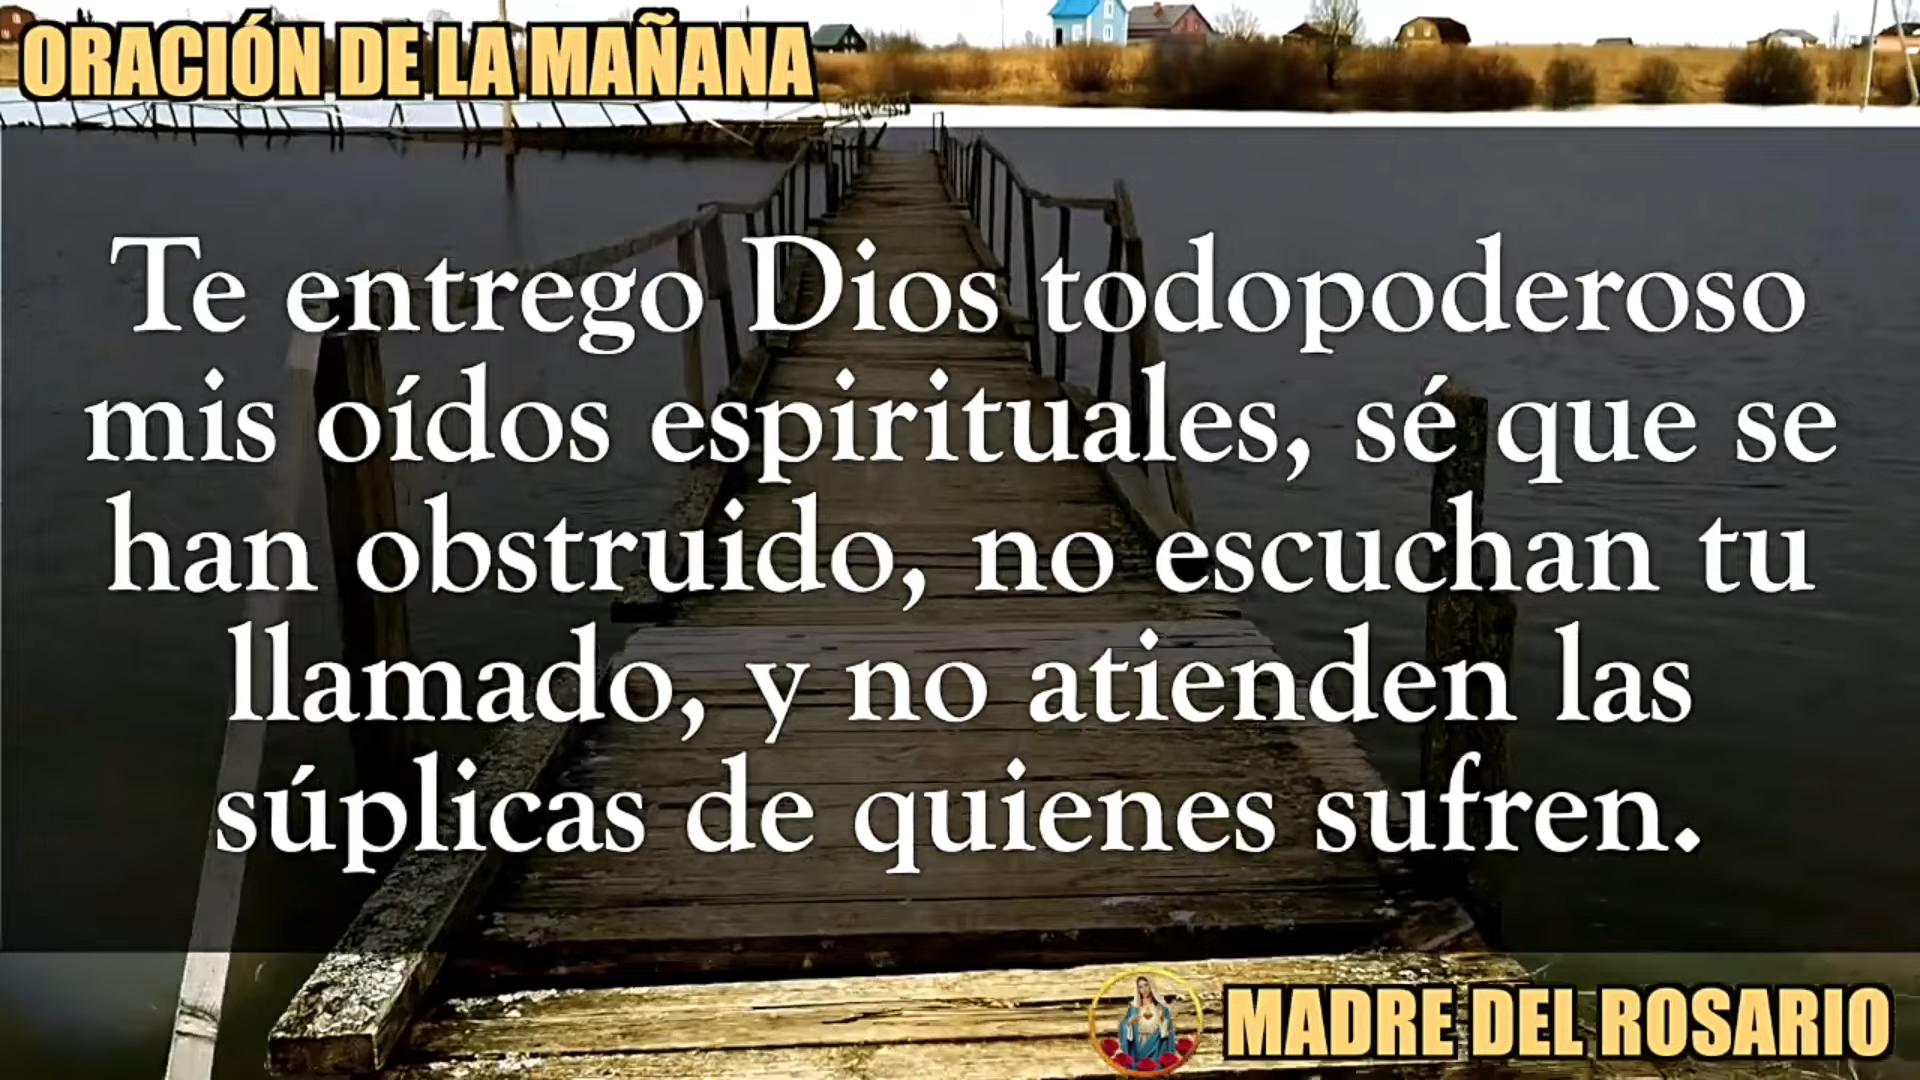 ORACIÓN DE LA MAÑANA
Te entrego Dios todopoderoso
mis oídos espirituales, sé que se
han obstruido, no escuchan tu
llamado, y no atienden las
súplicas de quienes sufren.
MADRE DEL ROSARIO